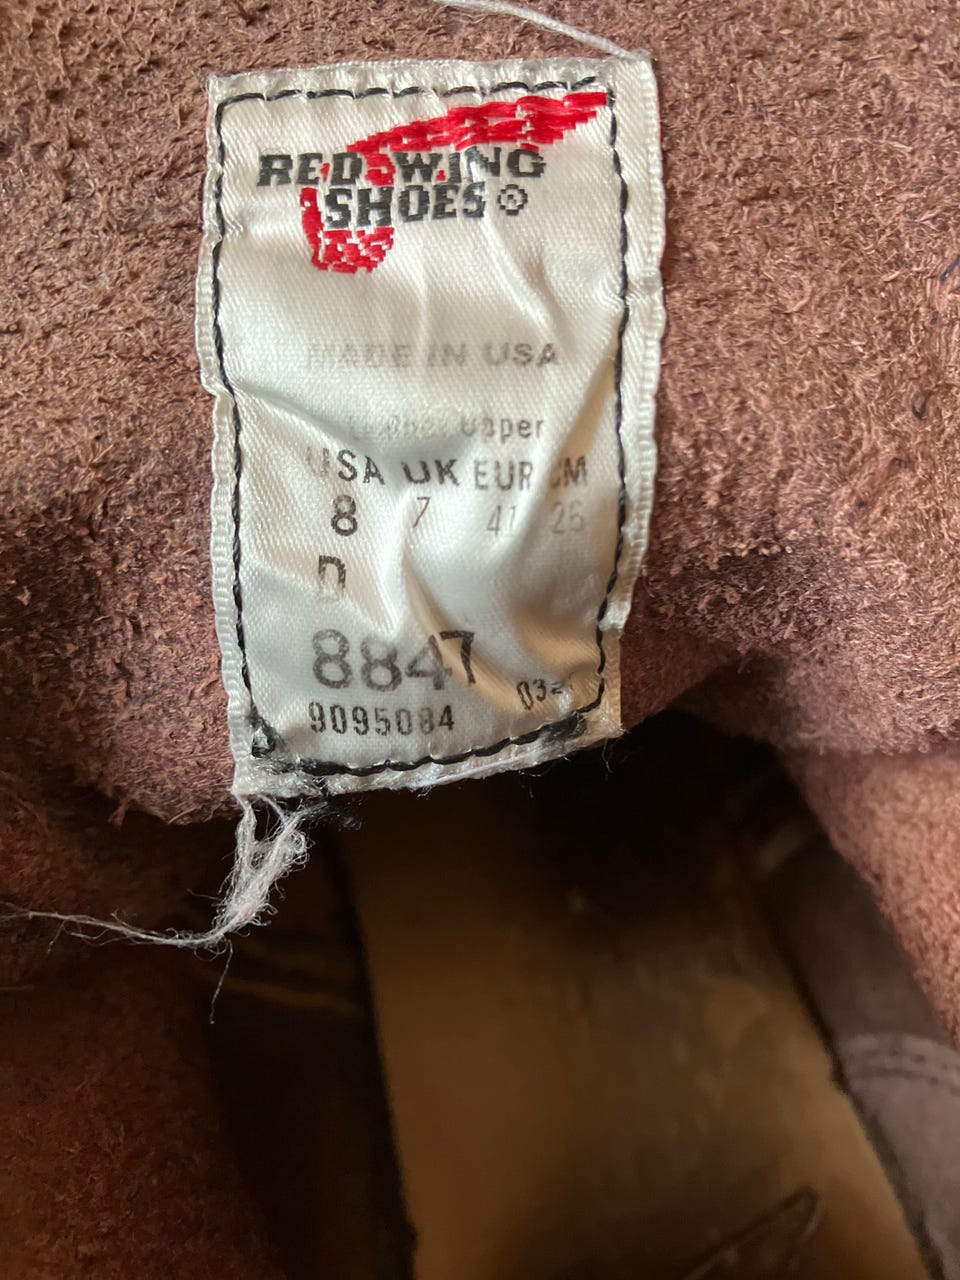 RED WING
SHOES®
MADE IN USA
Leather Upper
USA UK EUR CM
8 7 41 26
D
8847
9095084